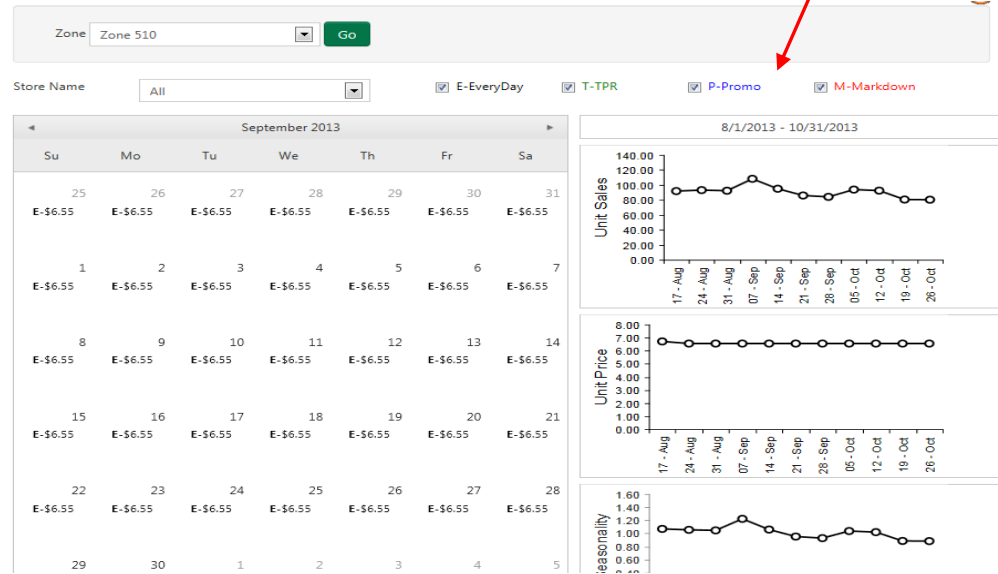 Zone Zone 510 Go
Store Name All E-EveryDay T-TPR P-Promo M-Markdown
September 2013
Su Mo Tu We Th Fr Sa
25 26 27 28 29 30 31
E-$6.55 E-$6.55 E-$6.55 E-$6.55 E-$6.55 E-$6.55 E-$6.55
1 2 3 4 5 6 7
E-$6.55 E-$6.55 E-$6.55 E-$6.55 E-$6.55 E-$6.55 E-$6.55
8 9 10 11 12 13 14
E-$6.55 E-$6.55 E-$6.55 E-$6.55 E-$6.55 E-$6.55 E-$6.55
15 16 17 18 19 20 21
E-$6.55 E-$6.55 E-$6.55 E-$6.55 E-$6.55 E-$6.55 E-$6.55
22 23 24 25 26 27 28
E-$6.55 E-$6.55 E-$6.55 E-$6.55 E-$6.55 E-$6.55 E-$6.55
29 30 1 2 3 4 5
8/1/2013 - 10/31/2013
Unit Sales
140.00
120.00
100.00
80.00
60.00
40.00
20.00
0.00
17 - Aug 24 - Aug 31 - Aug 07 - Sep 14 - Sep 21 - Sep 28 - Sep 05 - Oct 12 - Oct 19 - Oct 26 - Oct
Unit Price
8.00
7.00
6.00
5.00
4.00
3.00
2.00
1.00
0.00
17 - Aug 24 - Aug 31 - Aug 07 - Sep 14 - Sep 21 - Sep 28 - Sep 05 - Oct 12 - Oct 19 - Oct 26 - Oct
easonality
1.60
1.40
1.20
1.00
0.80
0.60